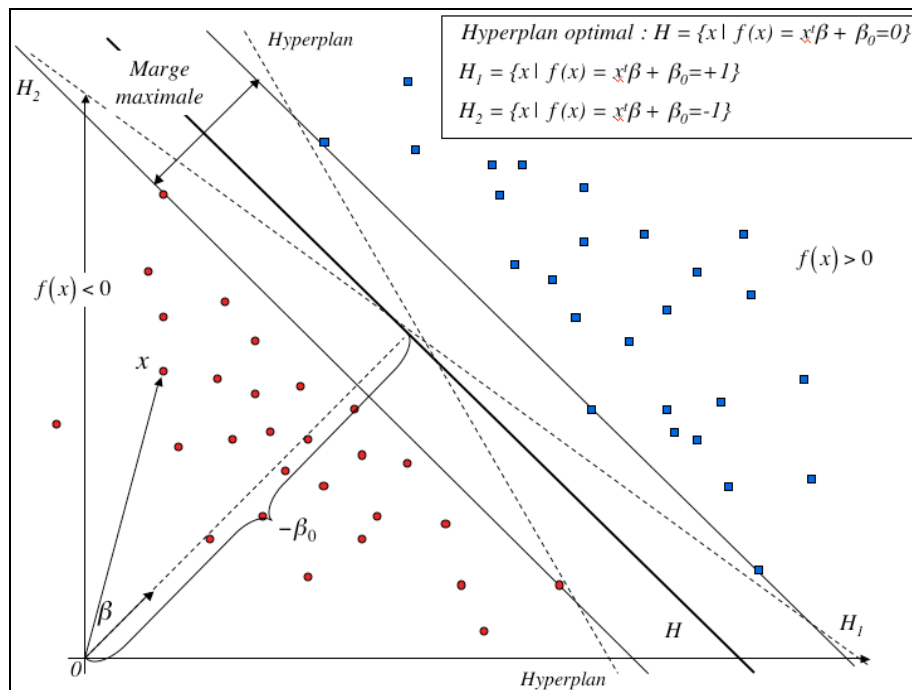 Hyperplan optimal : H = {x | f(x) = xᵗβ + β₀=0}
H₁ = {x | f(x) = xᵗβ + β₀=+1}
H₂ = {x | f(x) = xᵗβ + β₀=-1}
Hyperplan
Marge
maximale
H₂
f(x) > 0
f(x) < 0
x
-β₀
β
H
H₁
0
Hyperplan